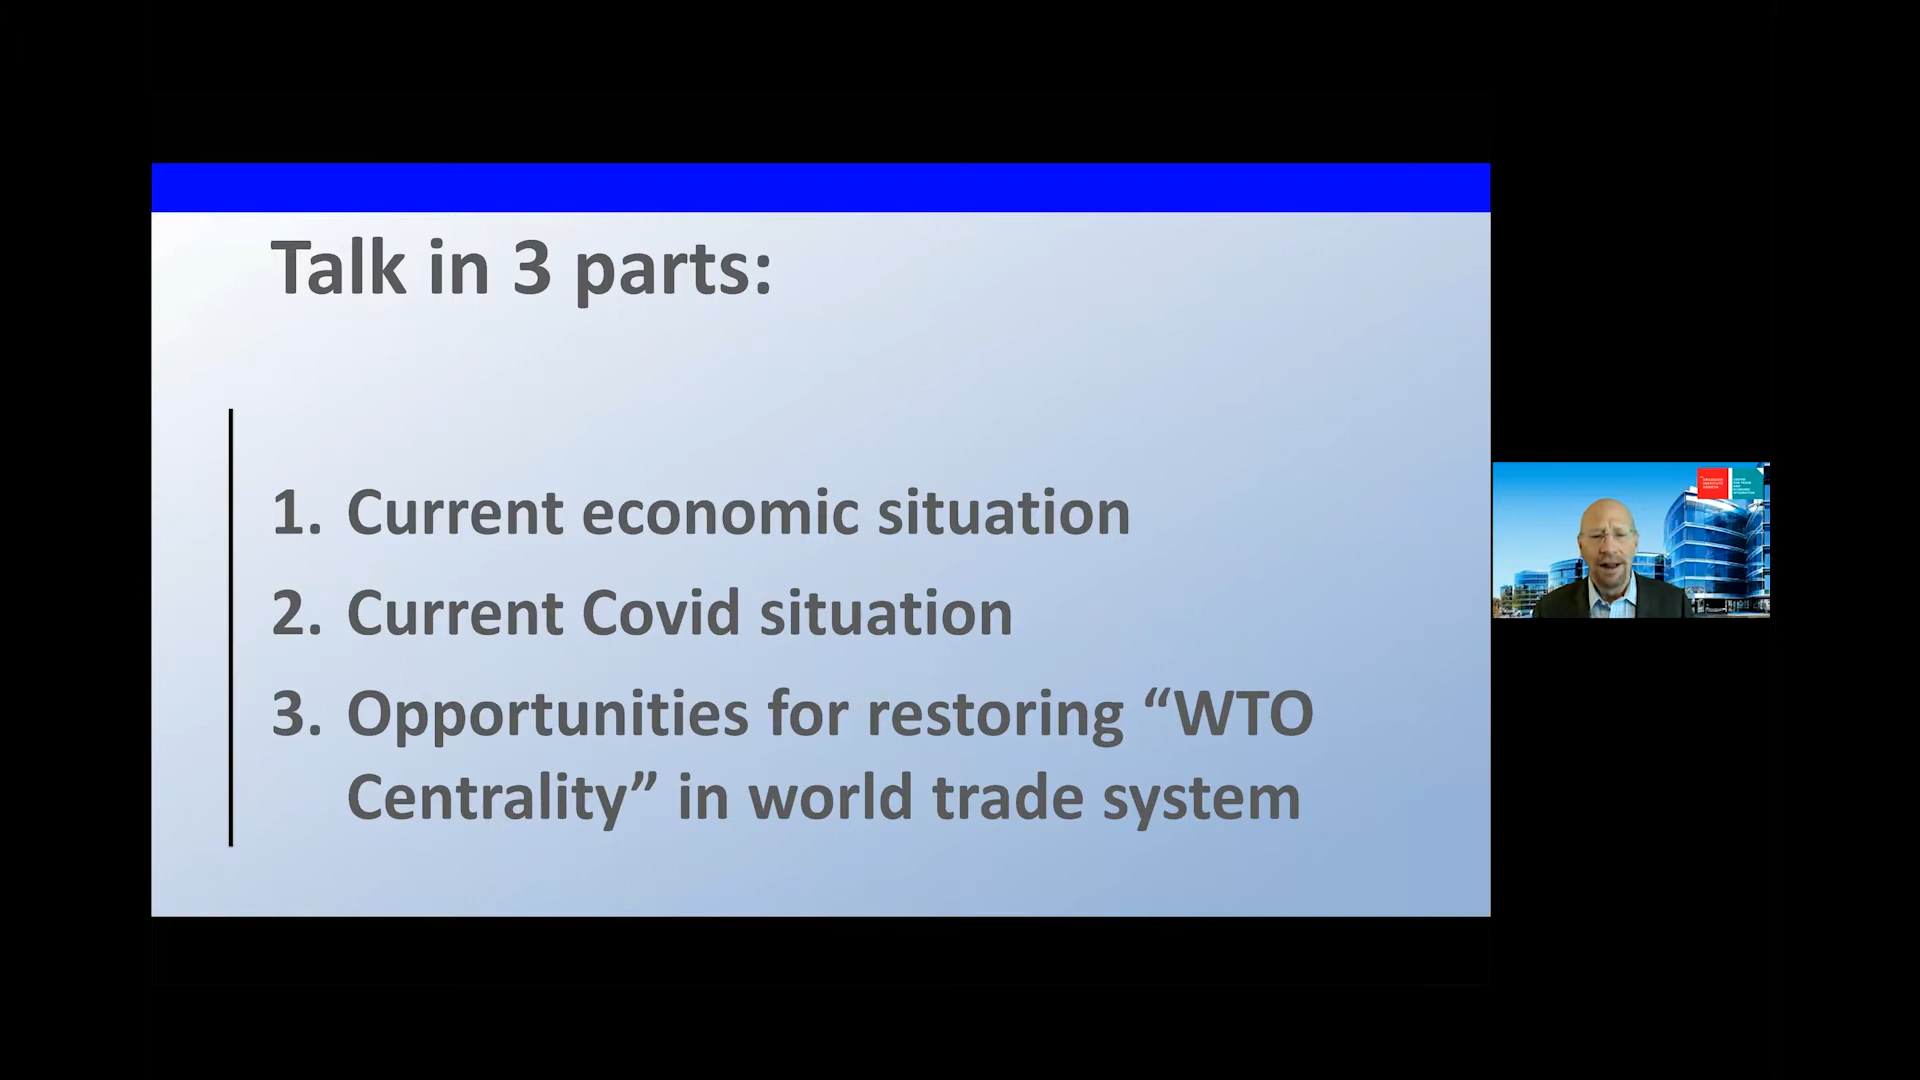 Talk in 3 parts:
1. Current economic situation
2. Current Covid situation
3. Opportunities for restoring “WTO
Centrality” in world trade system